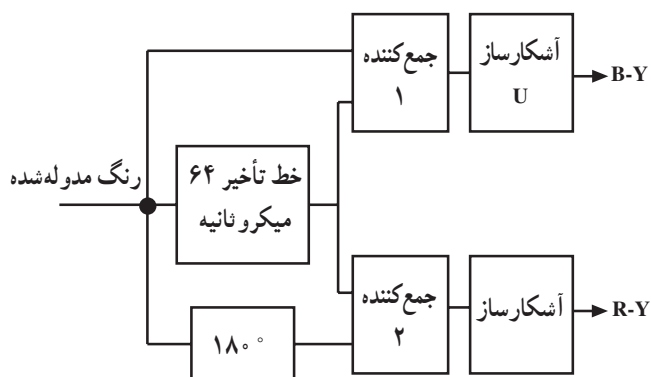 جمع‌کننده
۱
آشکارساز
U
B-Y
رنگ مدوله‌شده
خط تأخیر ۶۴
میکروثانیه
جمع‌کننده
۲
آشکارساز
R-Y
۱۸۰°